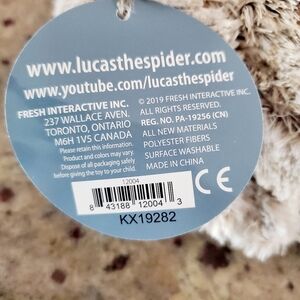 www.lucasthespider.com
www.youtube.com/lucasthespider
FRESH INTERACTIVE INC.
237 WALLACE AVEN.
TORONTO, ONTARIO
M6H 1V5 CANADA
Please retain this information.
Product and colors may vary.
Dispose of all packaging safely
before giving the toy to your child.
© 2019 FRESH INTERACTIVE INC.
ALL RIGHTS RESERVED.
REG. NO. PA-19256 (CN)
ALL NEW MATERIALS
POLYESTER FIBERS
SURFACE WASHABLE
MADE IN CHINA
CE
12004
8 43188 12004 3
KX19282